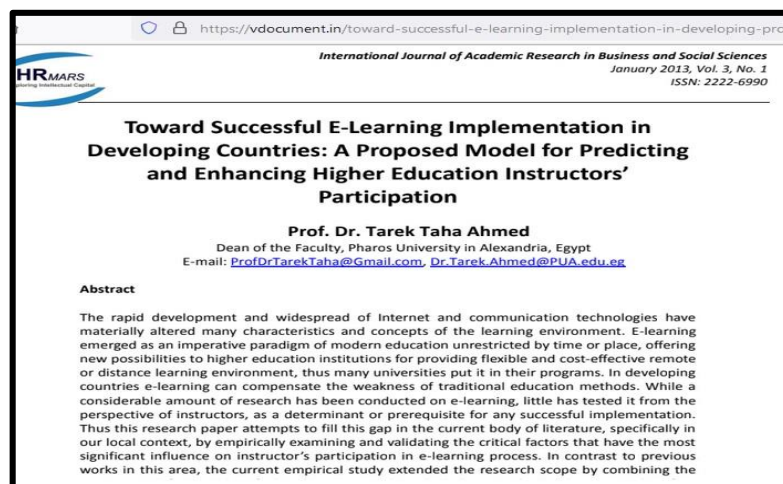 https://vdocument.in/toward-successful-e-learning-implementation-in-developing-pro
International Journal of Academic Research in Business and Social Sciences
January 2013, Vol. 3, No. 1
ISSN: 2222-6990
HRMARS
ploring Intellectual Capital
Toward Successful E-Learning Implementation in
Developing Countries: A Proposed Model for Predicting
and Enhancing Higher Education Instructors’
Participation
Prof. Dr. Tarek Taha Ahmed
Dean of the Faculty, Pharos University in Alexandria, Egypt
E-mail: ProfDrTarekTaha@Gmail.com, Dr.Tarek.Ahmed@PUA.edu.eg
Abstract
The rapid development and widespread of Internet and communication technologies have
materially altered many characteristics and concepts of the learning environment. E-learning
emerged as an imperative paradigm of modern education unrestricted by time or place, offering
new possibilities to higher education institutions for providing flexible and cost-effective remote
or distance learning environment, thus many universities put it in their programs. In developing
countries e-learning can compensate the weakness of traditional education methods. While a
considerable amount of research has been conducted on e-learning, little has tested it from the
perspective of instructors, as a determinant or prerequisite for any successful implementation.
Thus this research paper attempts to fill this gap in the current body of literature, specifically in
our local context, by empirically examining and validating the critical factors that have the most
significant influence on instructor’s participation in e-learning process. In contrast to previous
works in this area, the current empirical study extended the research scope by combining the